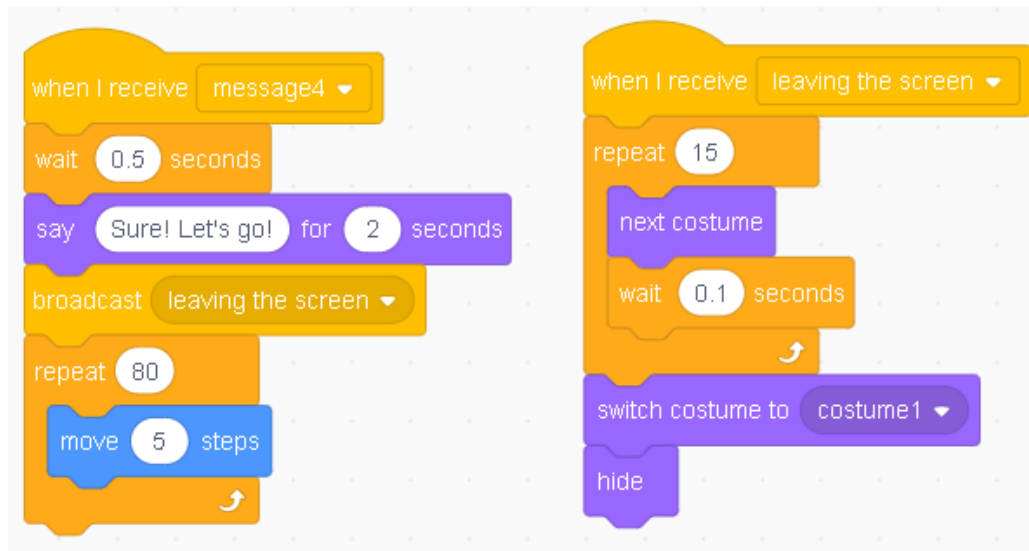 when I receive message4
wait 0.5 seconds
say Sure! Let's go! for 2 seconds
broadcast leaving the screen
repeat 80
move 5 steps
when I receive leaving the screen
repeat 15
next costume
wait 0.1 seconds
switch costume to costume1
hide